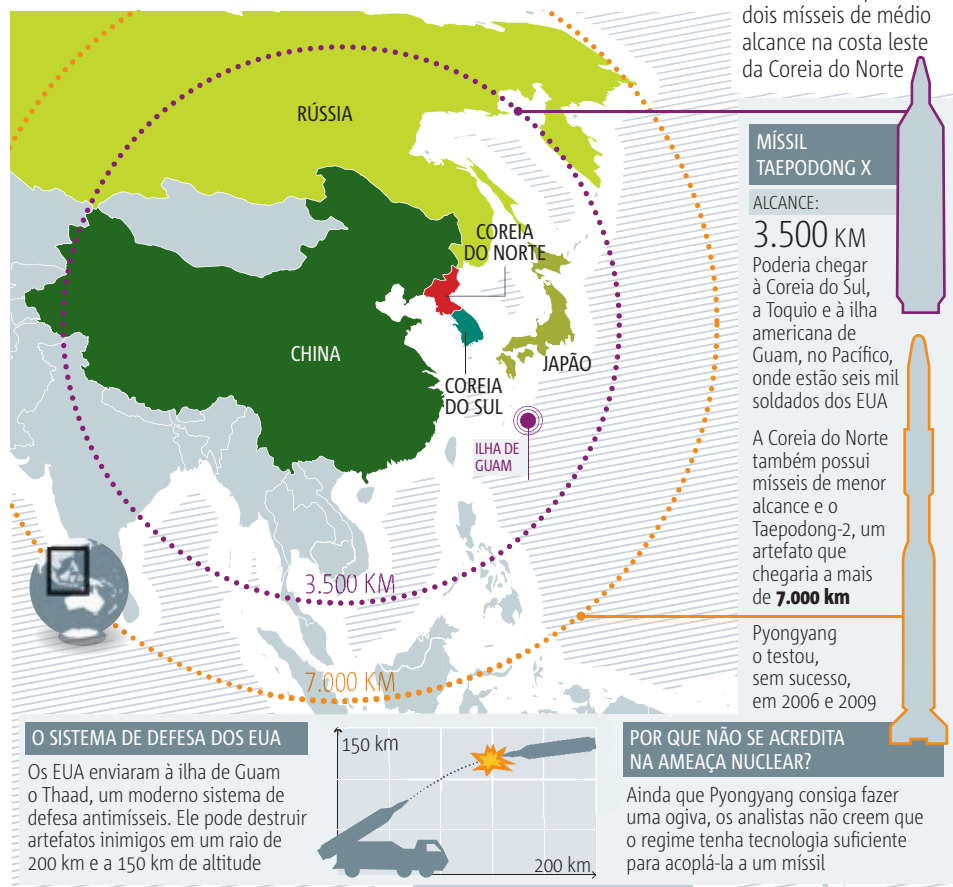 dois mísseis de médio
alcance na costa leste
da Coreia do Norte
RÚSSIA
COREIA
DO NORTE
CHINA
COREIA
DO SUL
JAPÃO
ILHA DE
GUAM
3.500 KM
7.000 KM
MÍSSIL
TAEPODONG X
ALCANCE:
3.500 KM
Poderia chegar
à Coreia do Sul,
a Toquio e à ilha
americana de
Guam, no Pacífico,
onde estão seis mil
soldados dos EUA
A Coreia do Norte
também possui
mísseis de menor
alcance e o
Taepodong-2, um
artefato que
chegaria a mais
de 7.000 km
Pyongyang
o testou,
sem sucesso,
em 2006 e 2009
O SISTEMA DE DEFESA DOS EUA
Os EUA enviaram à ilha de Guam
o Thaad, um moderno sistema de
defesa antimísseis. Ele pode destruir
artefatos inimigos em um raio de
200 km e a 150 km de altitude
150 km
200 km
POR QUE NÃO SE ACREDITA
NA AMEAÇA NUCLEAR?
Ainda que Pyongyang consiga fazer
uma ogiva, os analistas não creem que
o regime tenha tecnologia suficiente
para acoplá-la a um míssil